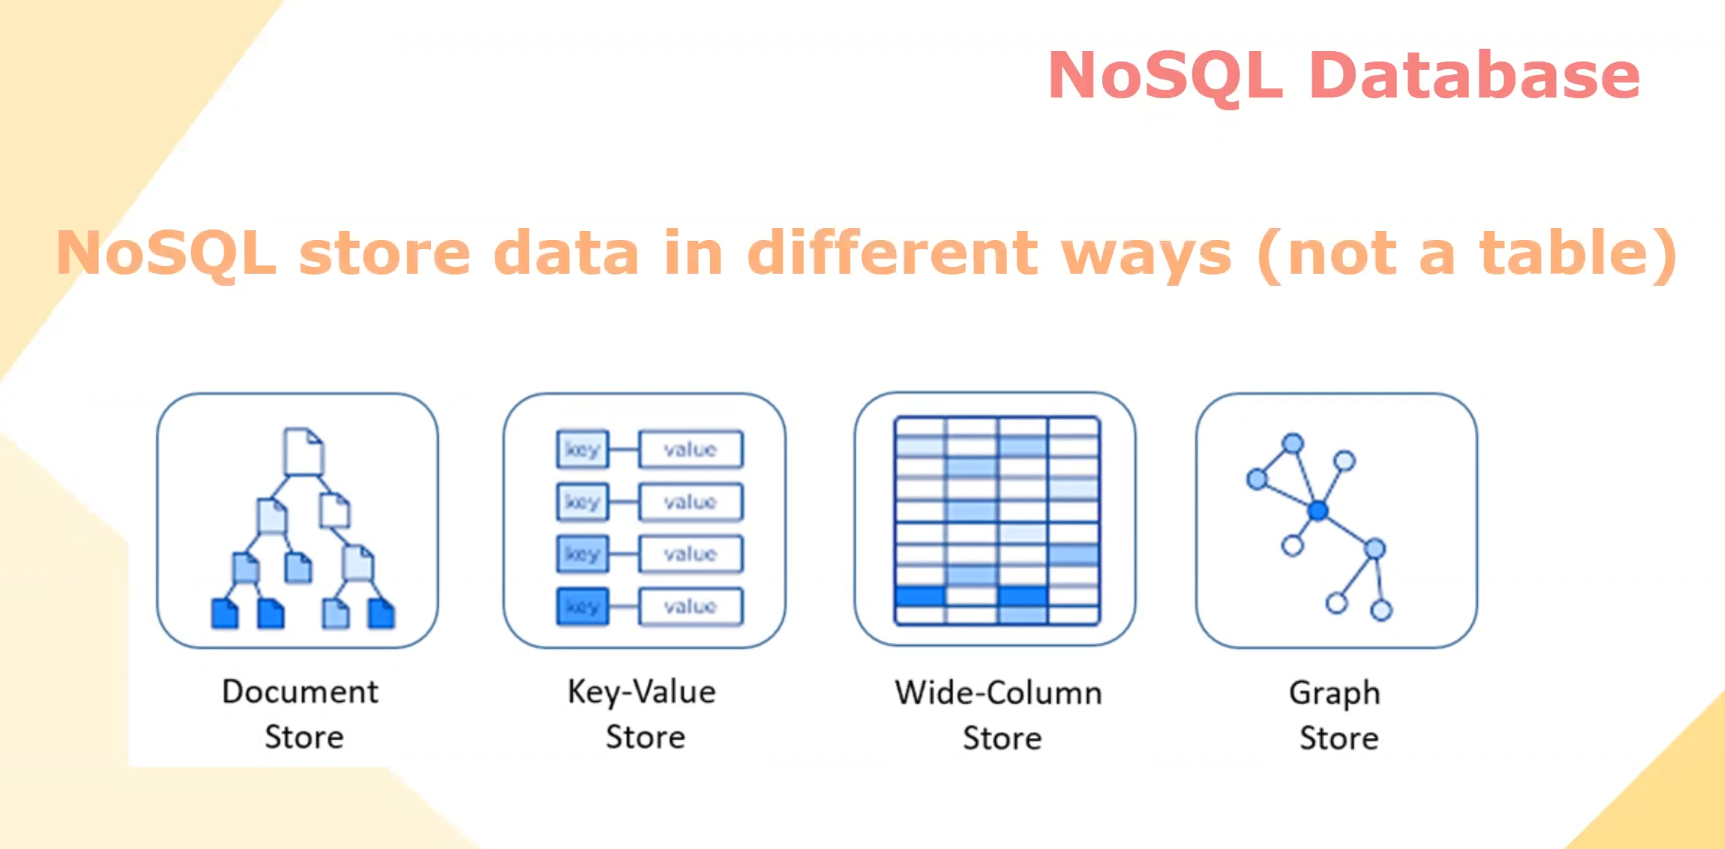 NoSQL Database
NoSQL store data in different ways (not a table)
key value
key value
key value
key value
Document
Store
Key-Value
Store
Wide-Column
Store
Graph
Store